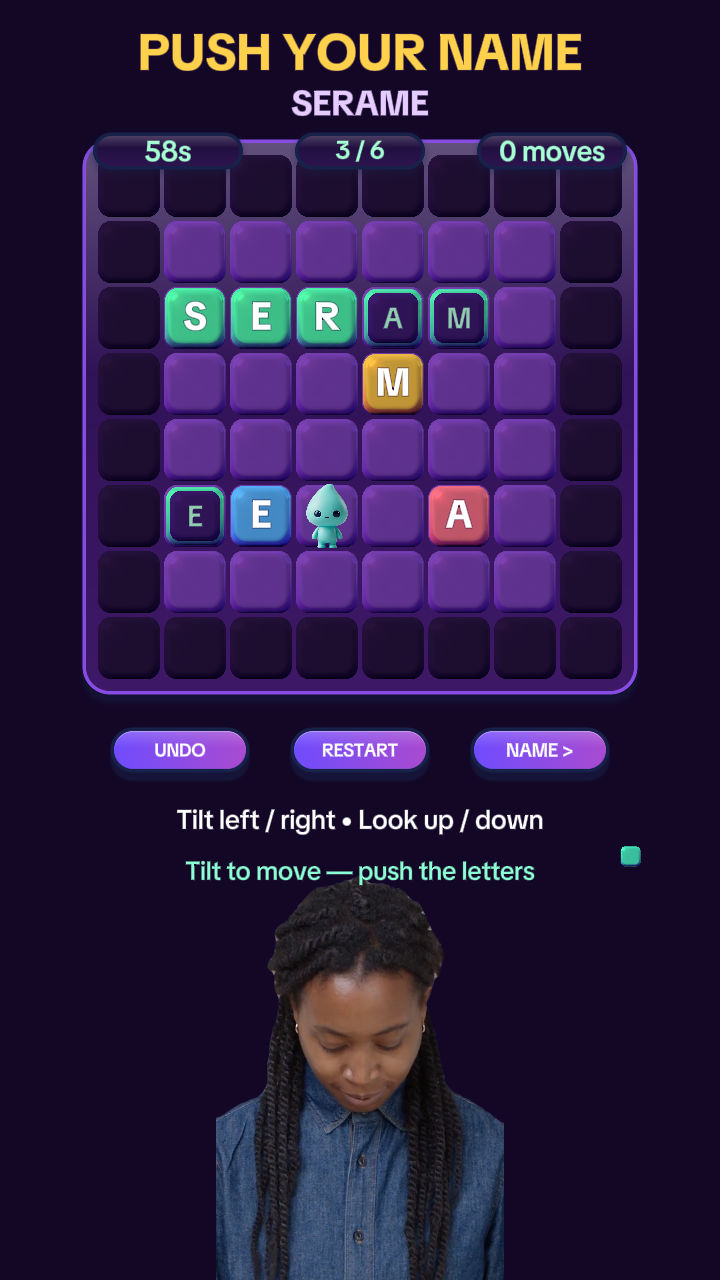 PUSH YOUR NAME
SERAME
58s 3 / 6 0 moves
S E R A M
M
E E A
UNDO RESTART NAME >
Tilt left / right • Look up / down
Tilt to move — push the letters